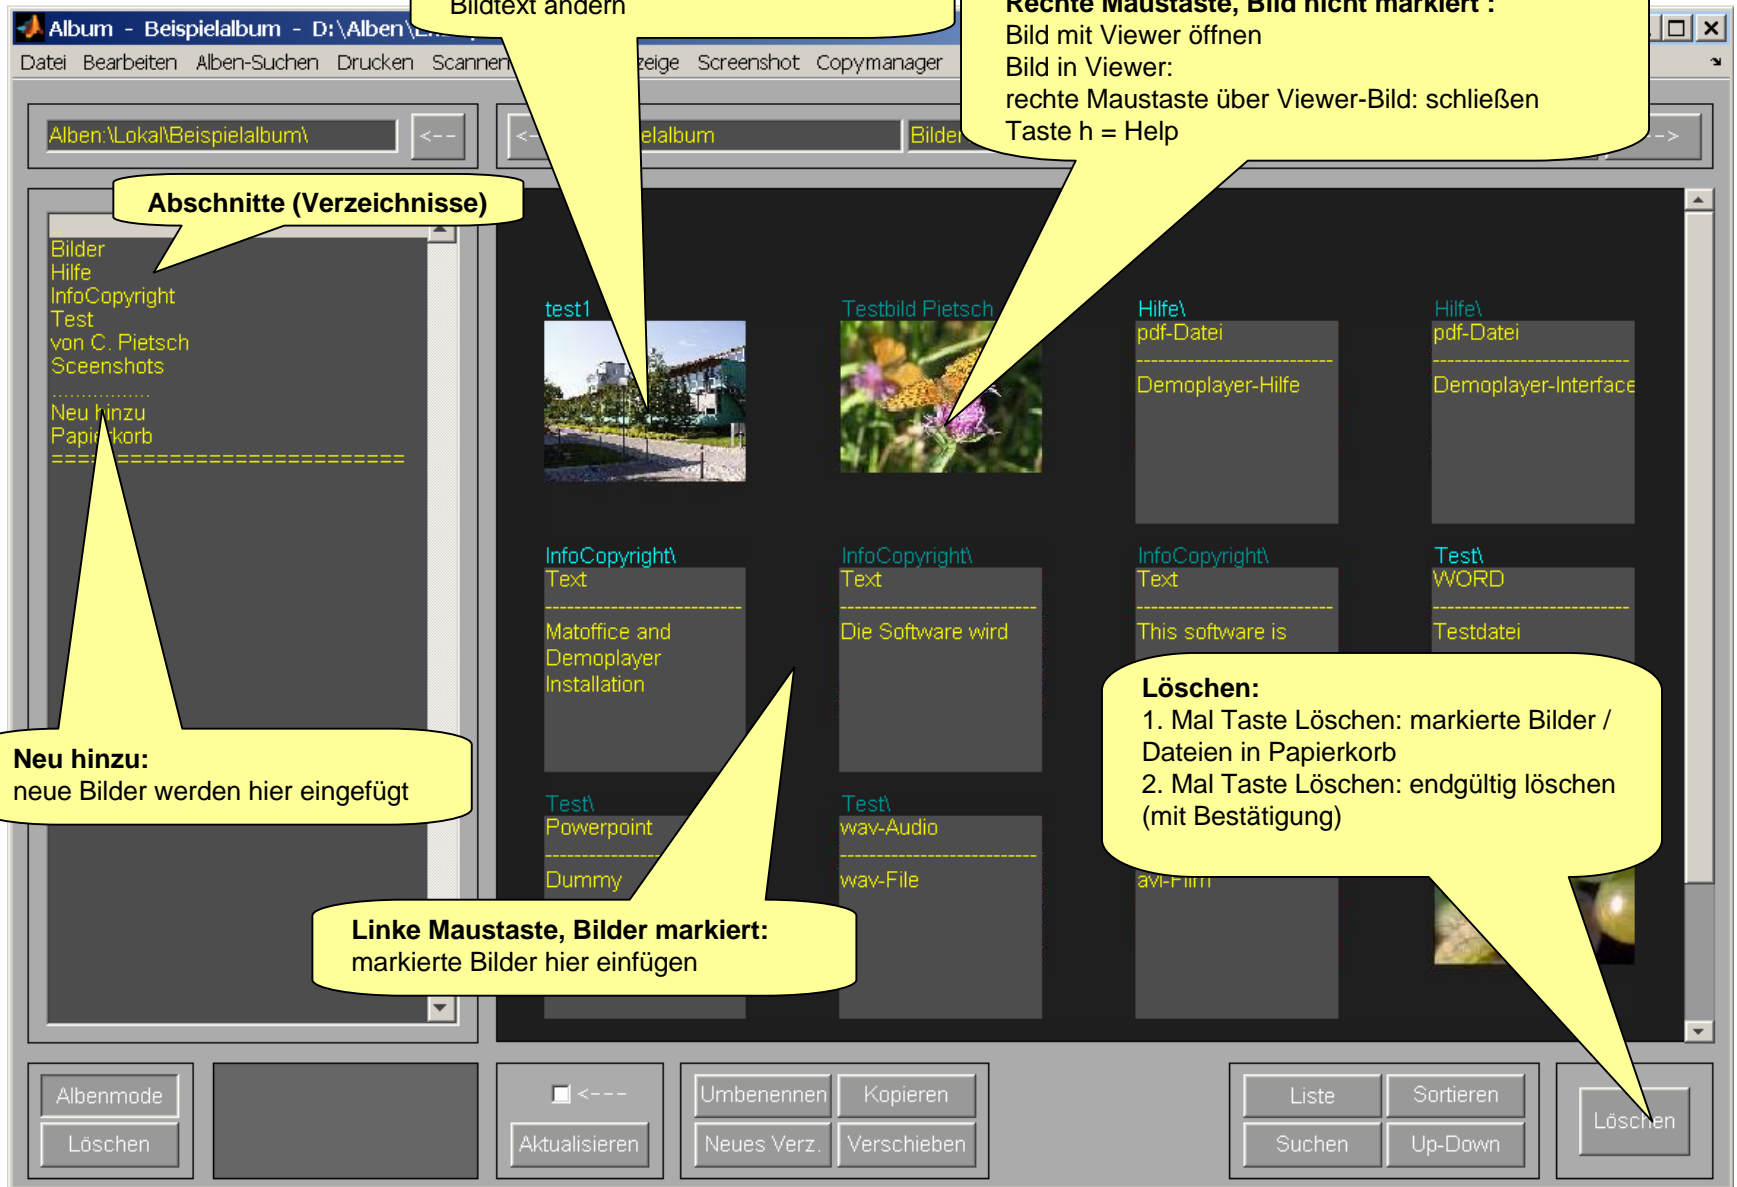 Bildtext ändern
Rechte Maustaste, Bild nicht markiert :
Bild mit Viewer öffnen
Bild in Viewer:
rechte Maustaste über Viewer-Bild: schließen
Taste h = Help
Album - Beispielalbum - D:\Alben\
Datei Bearbeiten Alben-Suchen Drucken Scannen zeige Screenshot Copymanager
Alben:\Lokal\Beispielalbum\
<--
<-
elalbum
Bilder
-->
Abschnitte (Verzeichnisse)
..
Bilder
Hilfe
InfoCopyright
Test
von C. Pietsch
Sceenshots
.................
Neu hinzu
Papierkorb
===========================
test1
Testbild Pietsch
Hilfe\
pdf-Datei
---------------------------
Demoplayer-Hilfe
Hilfe\
pdf-Datei
---------------------------
Demoplayer-Interface
InfoCopyright\
Text
---------------------------
Matoffice and
Demoplayer
Installation
InfoCopyright\
Text
---------------------------
Die Software wird
InfoCopyright\
Text
---------------------------
This software is
Test\
WORD
---------------------------
Testdatei
Neu hinzu:
neue Bilder werden hier eingefügt
Löschen:
1. Mal Taste Löschen: markierte Bilder /
Dateien in Papierkorb
2. Mal Taste Löschen: endgültig löschen
(mit Bestätigung)
Test\
Powerpoint
----------------
Dummy
Test\
wav-Audio
---------------------------
wav-File
avi-Film
Linke Maustaste, Bilder markiert:
markierte Bilder hier einfügen
Albenmode
Löschen
<---
Aktualisieren
Umbenennen
Kopieren
Neues Verz.
Verschieben
Liste
Sortieren
Suchen
Up-Down
Löschen